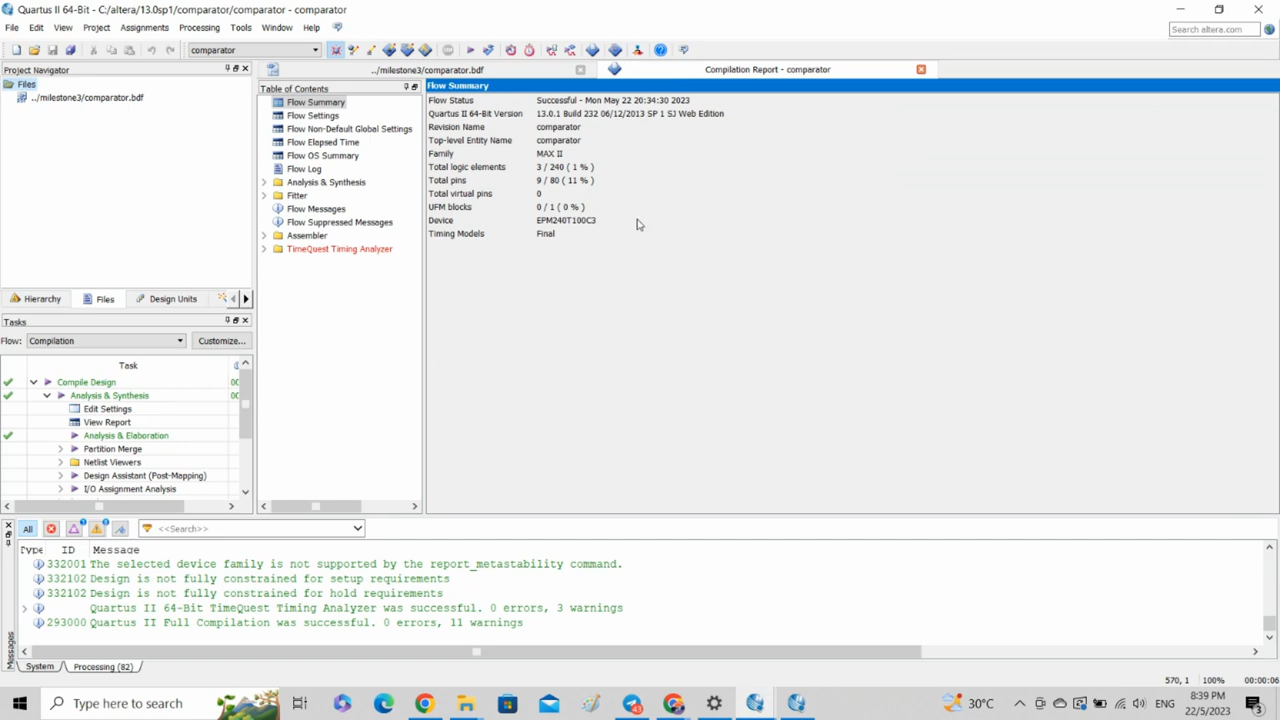 Quartus II 64-Bit - C:/altera/13.0sp1/comparator/comparator - comparator
File Edit View Project Assignments Processing Tools Window Help
Search altera.com
comparator
Project Navigator
Files
../milestone3/comparator.bdf
Hierarchy Files Design Units
Tasks
Flow: Compilation Customize...
Task
Compile Design 00
Analysis & Synthesis 00
Edit Settings
View Report
Analysis & Elaboration
Partition Merge
Netlist Viewers
Design Assistant (Post-Mapping)
I/O Assignment Analysis
../milestone3/comparator.bdf
Compilation Report - comparator
Table of Contents
Flow Summary
Flow Settings
Flow Non-Default Global Settings
Flow Elapsed Time
Flow OS Summary
Flow Log
Analysis & Synthesis
Fitter
Flow Messages
Flow Suppressed Messages
Assembler
TimeQuest Timing Analyzer
Flow Summary
Flow Status Successful - Mon May 22 20:34:30 2023
Quartus II 64-Bit Version 13.0.1 Build 232 06/12/2013 SP 1 SJ Web Edition
Revision Name comparator
Top-level Entity Name comparator
Family MAX II
Total logic elements 3 / 240 ( 1 % )
Total pins 9 / 80 ( 11 % )
Total virtual pins 0
UFM blocks 0 / 1 ( 0 % )
Device EPM240T100C3
Timing Models Final
All <<Search>>
Type ID Message
332001 The selected device family is not supported by the report_metastability command.
332102 Design is not fully constrained for setup requirements
332102 Design is not fully constrained for hold requirements
Quartus II 64-Bit TimeQuest Timing Analyzer was successful. 0 errors, 3 warnings
293000 Quartus II Full Compilation was successful. 0 errors, 11 warnings
Messages
System Processing (82)
570, 1 100% 00:00:06
Type here to search
43
30°C
ENG
8:39 PM
22/5/2023
3